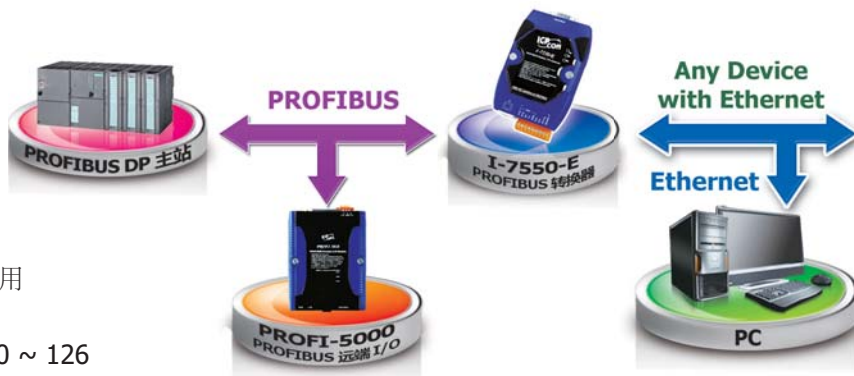 PROFIBUS
Any Device
with Ethernet
PROFIBUS DP 主站
I-7550-E
PROFIBUS 转换器
Ethernet
用
PROFI-5000
PROFIBUS 远端 I/O
PC
0 ~ 126